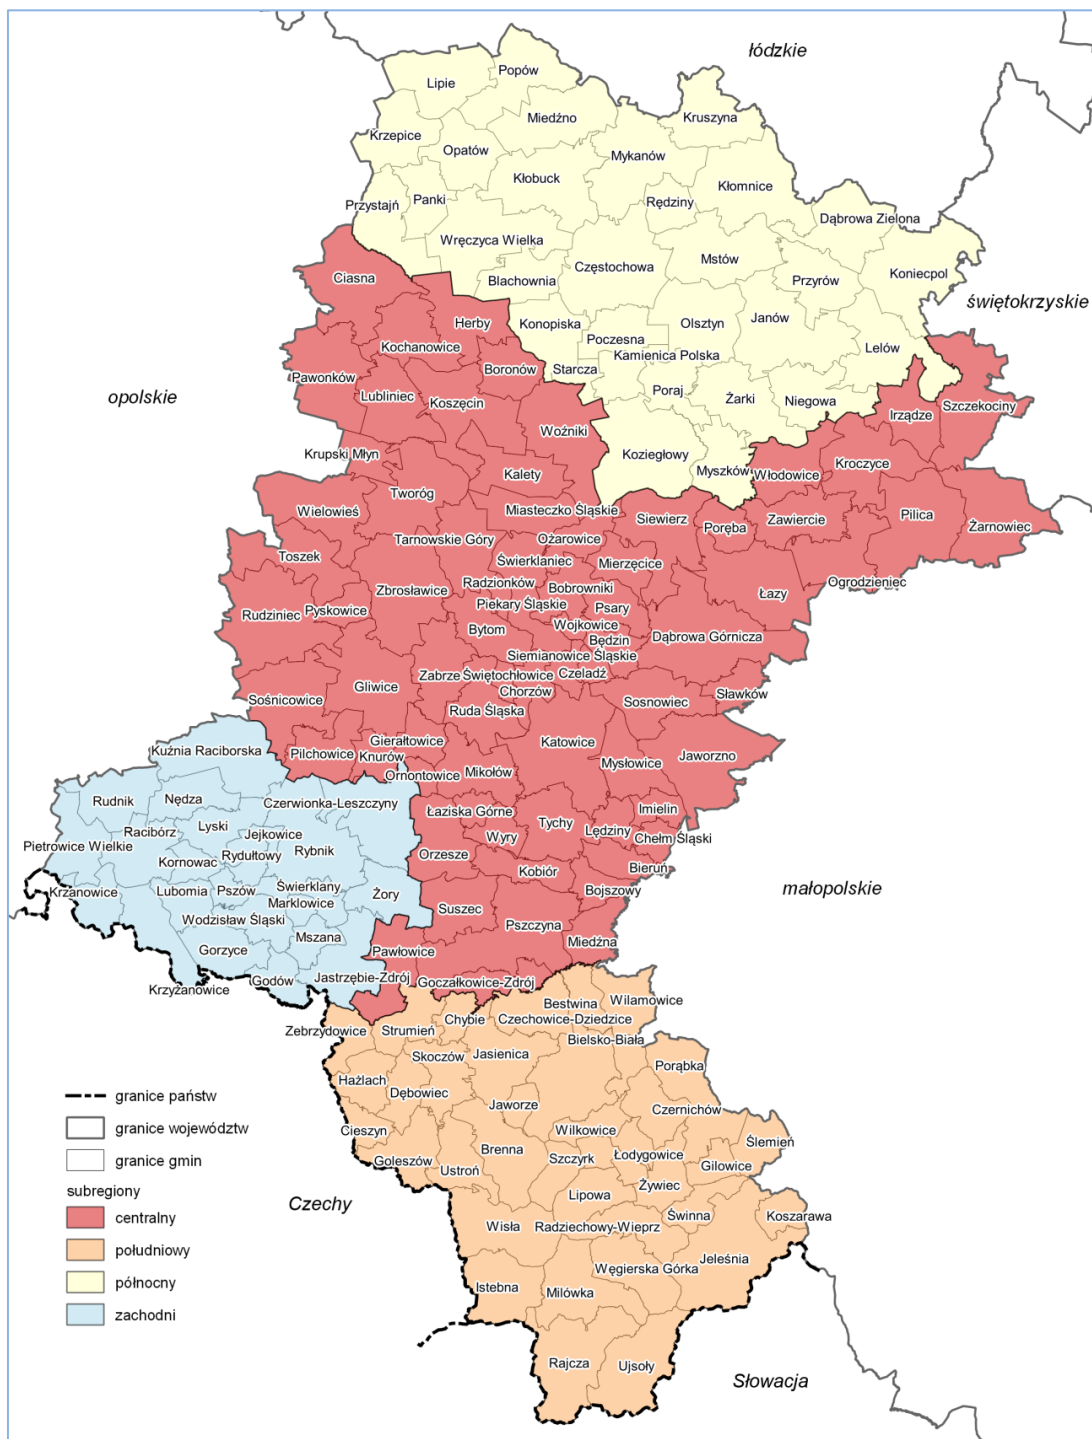 łódzkie
Popów
Lipie
Miedźno
Kruszyna
Krzepice
Opatów
Mykanów
Kłobuck
Kłomnice
Panki
Rędziny
Przystajń
Dąbrowa Zielona
Wręczyca Wielka
Mstów
Częstochowa
Koniecpol
Ciasna
Blachownia
Przyrów
świętokrzyskie
Herby
Konopiska
Olsztyn
Janów
Poczesna
Kochanowice
Kamienica Polska
Lelów
Boronów
Starcza
Pawonków
Poraj
Żarki
opolskie
Lubliniec
Koszęcin
Niegowa
Szczekociny
Irządze
Woźniki
Krupski Młyn
Koziegłowy
Kroczyce
Myszków
Włodowice
Kalety
Tworóg
Wielowieś
Miasteczko Śląskie
Siewierz
Pilica
Poręba
Zawiercie
Żarnowiec
Tarnowskie Góry
Ożarowice
Toszek
Świerklaniec
Mierzęcice
Radzionków
Bobrowniki
Ogrodzieniec
Zbrosławice
Łazy
Piekary Śląskie
Psary
Rudziniec
Pyskowice
Wojkowice
Bytom
Będzin
Dąbrowa Górnicza
Siemianowice Śląskie
Zabrze
Świętochłowice
Czeladź
Gliwice
Chorzów
Sławków
Sośnicowice
Sosnowiec
Ruda Śląska
Gierałtowice
Katowice
Kuźnia Raciborska
Pilchowice
Knurów
Jaworzno
Mysłowice
Ornontowice
Mikołów
Rudnik
Nędza
Czerwionka-Leszczyny
Łaziska Górne
Imielin
Racibórz
Lyski
Jejkowice
Tychy
Lędziny
Chełm Śląski
Pietrowice Wielkie
Wyry
Rydułtowy
Rybnik
Orzesze
Kornowac
Kobiór
Bieruń
Krzanowice
Lubomia
Pszów
Świerklany
Żory
Bojszowy
małopolskie
Marklowice
Suszec
Wodzisław Śląski
Pszczyna
Mszana
Miedźna
Gorzyce
Pawłowice
Godów
Jastrzębie-Zdrój
Goczałkowice-Zdrój
Krzyżanowice
Bestwina
Wilamowice
Zebrzydowice
Strumień
Chybie
Czechowice-Dziedzice
Bielsko-Biała
Skoczów
Jasienica
Porąbka
Hażlach
Dębowiec
granice państw
Jaworze
Czernichów
granice województw
Cieszyn
Wilkowice
Ślemień
Brenna
Szczyrk
Łodygowice
granice gmin
Goleszów
Ustroń
Gilowice
Żywiec
subregiony
Lipowa
Czechy
centralny
Wisła
Radziechowy-Wieprz
Świnna
Koszarawa
południowy
Jeleśnia
Węgierska Górka
północny
Istebna
Milówka
zachodni
Rajcza
Ujsoły
Słowacja